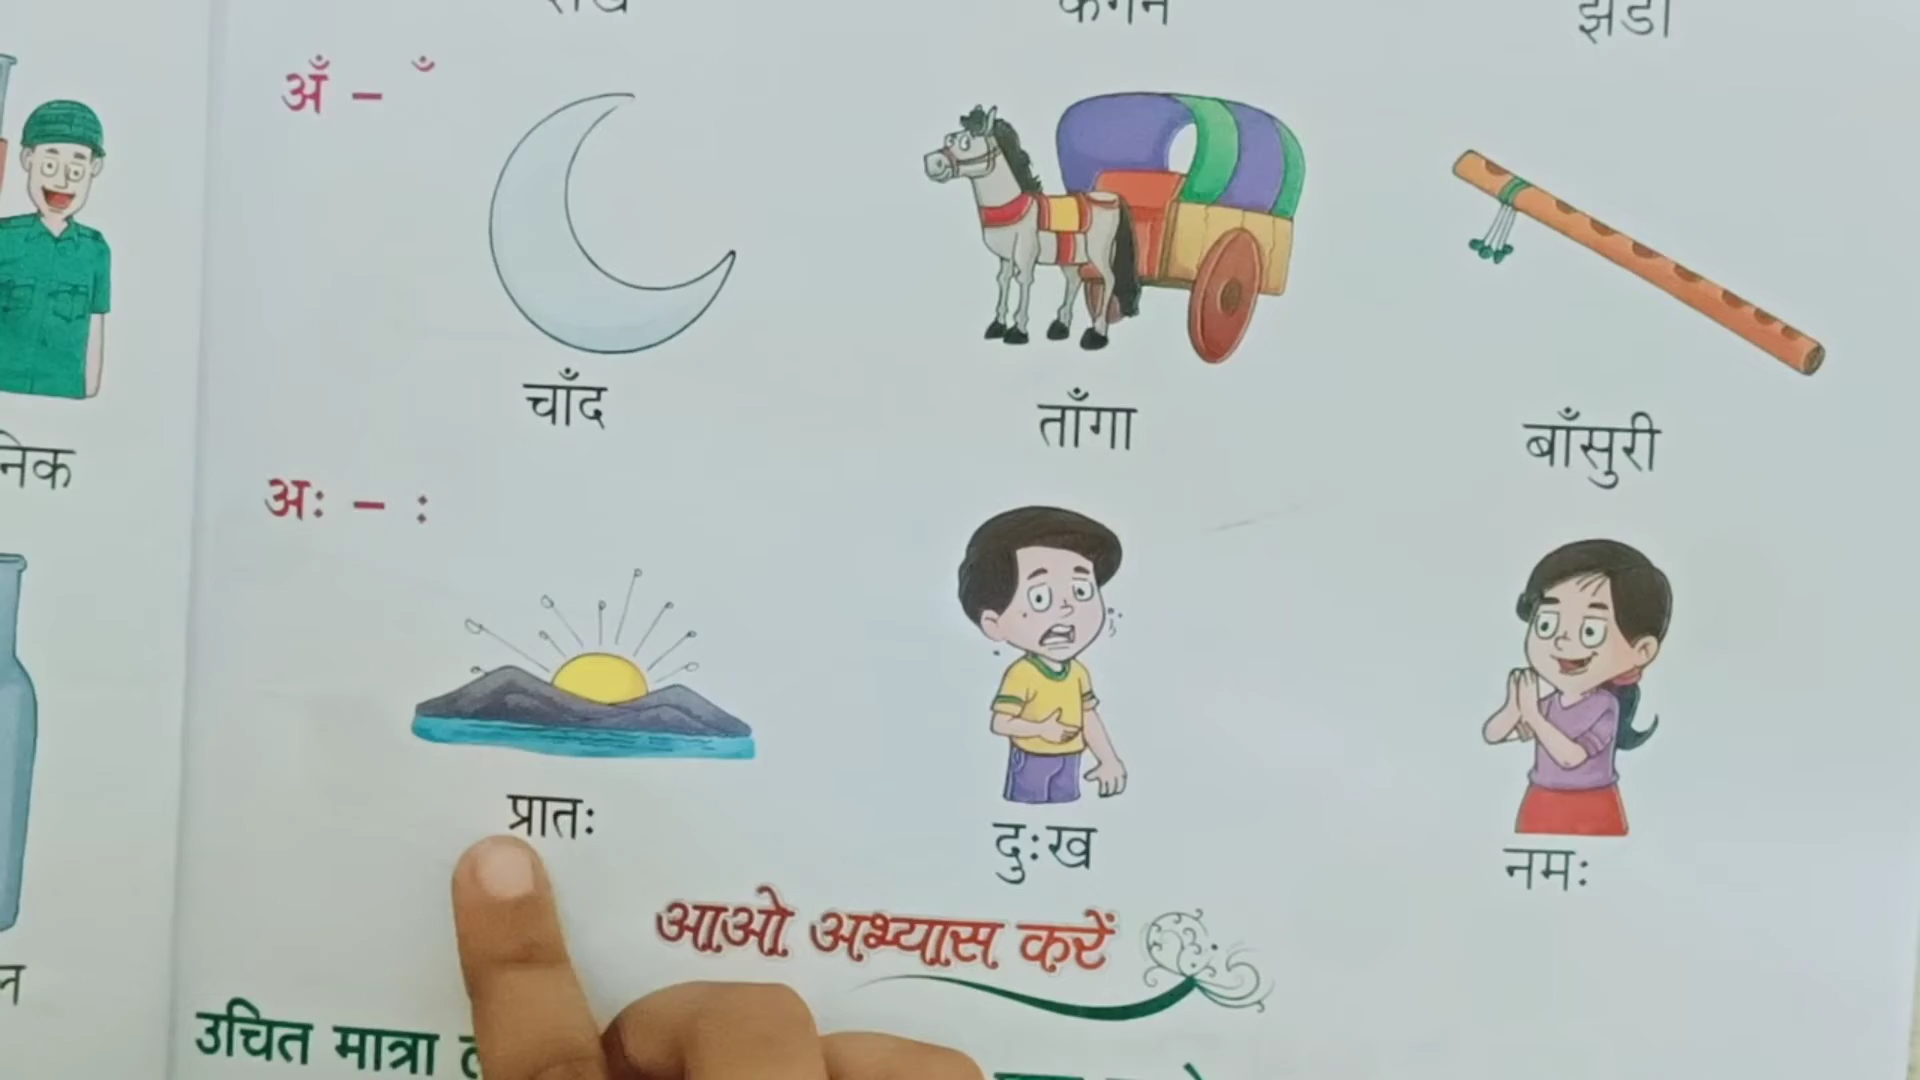 अँ – ँ
चाँद ताँगा बाँसुरी
अः – ः
प्रातः दुःख नमः
आओ अभ्यास करें
उचित मात्रा